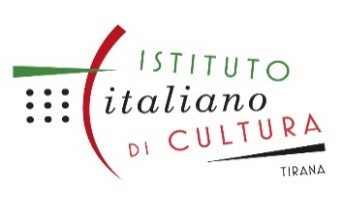 ISTITUTO
italiano
DI CULTURA
TIRANA